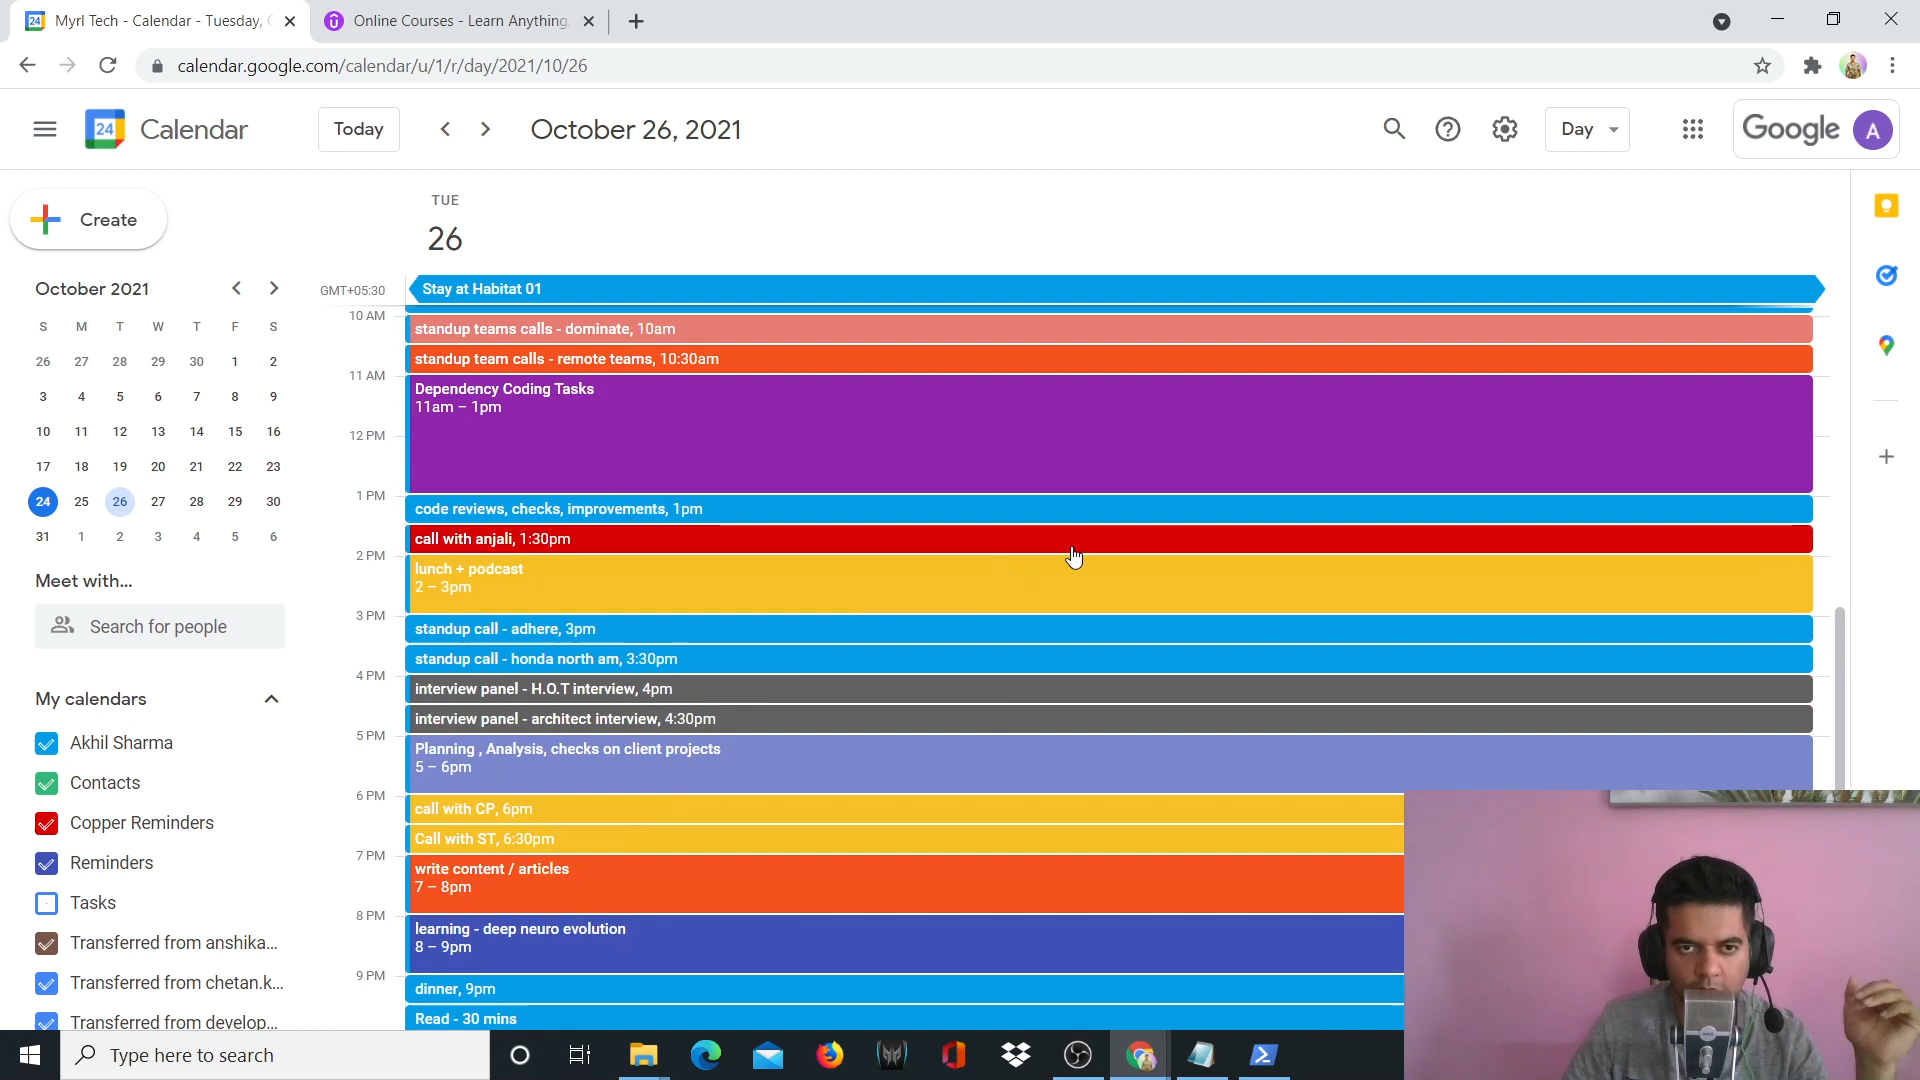 Myrl Tech - Calendar - Tuesday,
Online Courses - Learn Anything,
calendar.google.com/calendar/u/1/r/day/2021/10/26
24
Calendar
Today
October 26, 2021
Day
Google
A
Create
TUE
26
October 2021
S M T W T F S
26 27 28 29 30 1 2
3 4 5 6 7 8 9
10 11 12 13 14 15 16
17 18 19 20 21 22 23
24 25 26 27 28 29 30
31 1 2 3 4 5 6
Meet with...
Search for people
My calendars
Akhil Sharma
Contacts
Copper Reminders
Reminders
Tasks
Transferred from anshika...
Transferred from chetan.k...
Transferred from develop...
GMT+05:30
Stay at Habitat 01
10 AM
standup teams calls - dominate, 10am
standup team calls - remote teams, 10:30am
11 AM
Dependency Coding Tasks
11am – 1pm
12 PM
1 PM
code reviews, checks, improvements, 1pm
call with anjali, 1:30pm
2 PM
lunch + podcast
2 – 3pm
3 PM
standup call - adhere, 3pm
standup call - honda north am, 3:30pm
4 PM
interview panel - H.O.T interview, 4pm
interview panel - architect interview, 4:30pm
5 PM
Planning , Analysis, checks on client projects
5 – 6pm
6 PM
call with CP, 6pm
Call with ST, 6:30pm
7 PM
write content / articles
7 – 8pm
8 PM
learning - deep neuro evolution
8 – 9pm
9 PM
dinner, 9pm
Read - 30 mins
Type here to search